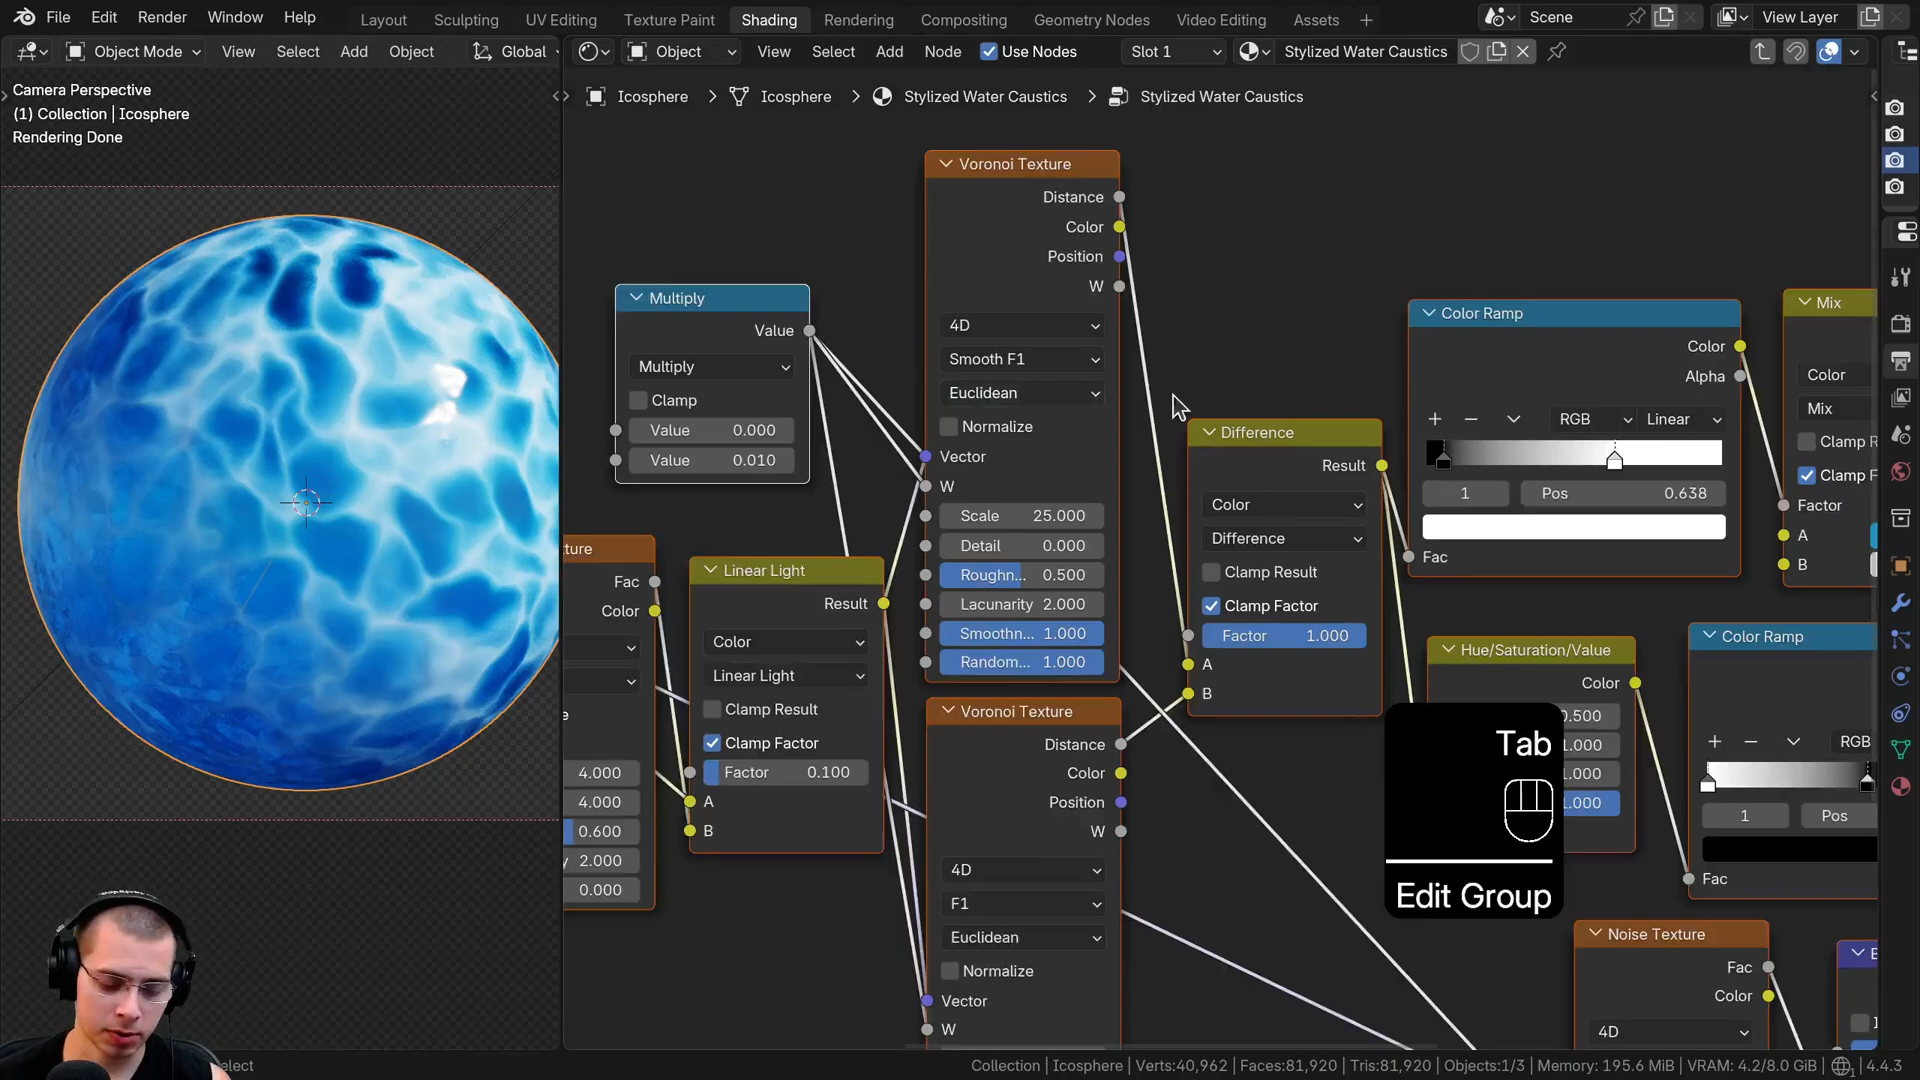 File Edit Render Window Help Layout Sculpting UV Editing Texture Paint Shading Rendering Compositing Geometry Nodes Video Editing Assets Scene View Layer
Object Mode View Select Add Object Global Object View Select Add Node Use Nodes Slot 1 Stylized Water Caustics
Camera Perspective
(1) Collection | Icosphere
Rendering Done
Icosphere Icosphere Stylized Water Caustics Stylized Water Caustics
Multiply
Value
Multiply
Clamp
Value 0.000
Value 0.010
ture
Fac
Color
4.000
4.000
0.600
2.000
0.000
Linear Light
Result
Color
Linear Light
Clamp Result
Clamp Factor
Factor 0.100
A
B
Voronoi Texture
Distance
Color
Position
W
4D
Smooth F1
Euclidean
Normalize
Vector
W
Scale 25.000
Detail 0.000
Roughn... 0.500
Lacunarity 2.000
Smoothn... 1.000
Random... 1.000
Voronoi Texture
Distance
Color
Position
W
4D
F1
Euclidean
Normalize
Vector
W
Difference
Result
Color
Difference
Clamp Result
Clamp Factor
Factor 1.000
A
B
Color Ramp
Color
Alpha
RGB Linear
1 Pos 0.638
Fac
Mix
Color
Mix
Clamp R
Clamp F
Factor
A
B
Hue/Saturation/Value
Color
0.500
1.000
1.000
1.000
Color Ramp
RGB
1 Pos
Fac
Tab
Edit Group
Noise Texture
Fac
Color
4D
elect
Collection | Icosphere | Verts:40,962 | Faces:81,920 | Tris:81,920 | Objects:1/3 | Memory: 195.6 MiB | VRAM: 4.2/8.0 GiB | 4.4.3